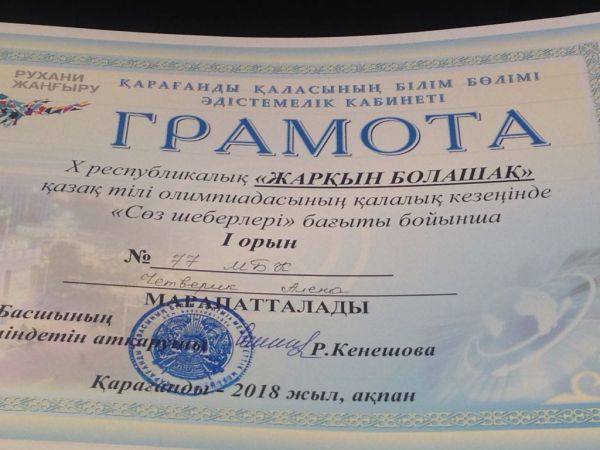 РУХАНИ
ЖАҢҒЫРУ
ҚАРАҒАНДЫ ҚАЛАСЫНЫҢ БІЛІМ БӨЛІМІ
ӘДІСТЕМЕЛІК КАБИНЕТІ
ГРАМОТА
X республикалық «ЖАРҚЫН БОЛАШАҚ»
қазақ тілі олимпиадасының қалалық кезеңінде
«Сөз шеберлері» бағыты бойынша
I орын
№ 77 МБК
Четверик Алена
МАРАПАТТАЛАДЫ
Басшының
міндетін атқарушы Р.Кенешова
Қарағанды - 2018 жыл, ақпан